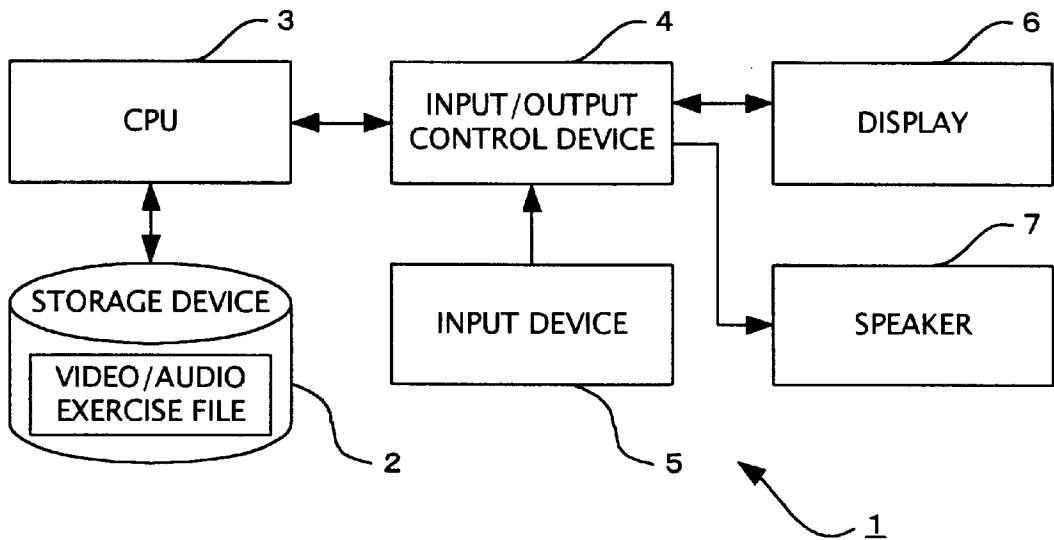 3
4
6
CPU
INPUT/OUTPUT
CONTROL DEVICE
DISPLAY
7
STORAGE DEVICE
INPUT DEVICE
SPEAKER
VIDEO/AUDIO
EXERCISE FILE
2
5
1